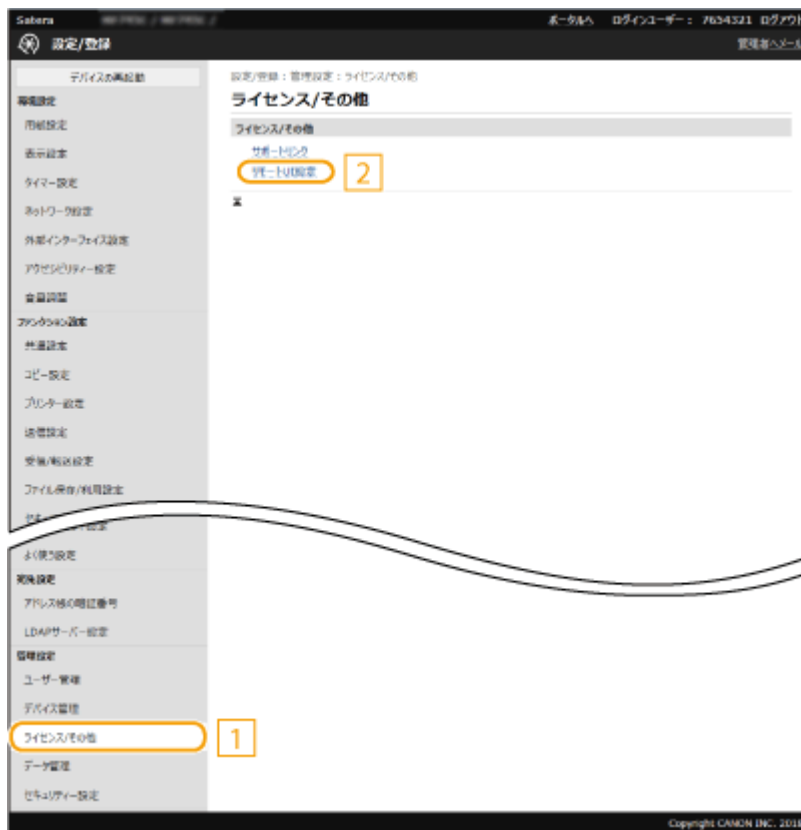 Satera
ポータルへ ログインユーザー： 7654321 ログアウト
設定/登録
管理者へメール
デバイスの再起動
設定/登録：管理設定：ライセンス/その他
環境設定
ライセンス/その他
用紙設定
ライセンス/その他
表示設定
サポートリンク
リモートUI設定
2
タイマー設定
ネットワーク設定
外部インターフェイス設定
アクセシビリティー設定
音量調整
ファンクション設定
共通設定
コピー設定
プリンター設定
送信設定
受信/転送設定
ファイル保存/利用設定
よく使う設定
宛先設定
アドレス帳の暗証番号
LDAPサーバー設定
管理設定
ユーザー管理
デバイス管理
ライセンス/その他
1
データ管理
セキュリティー設定
Copyright CANON INC. 2018